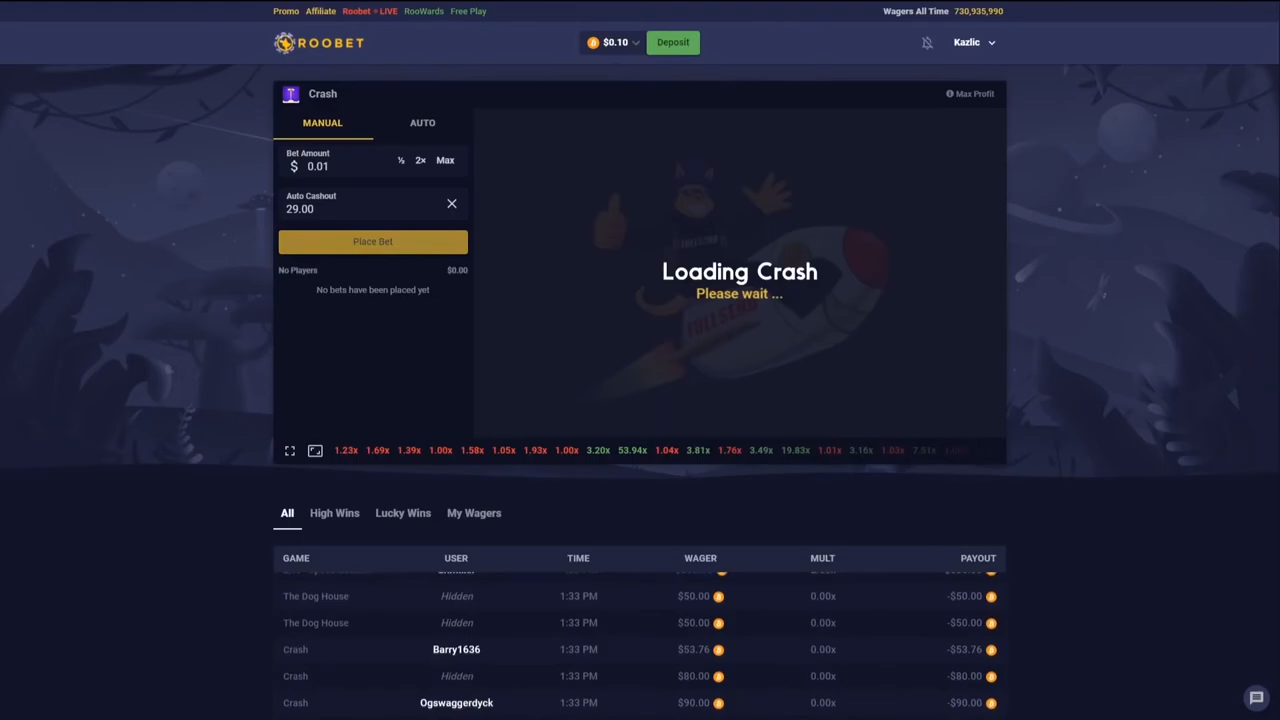 Promo Affiliate Roobet LIVE RooWards Free Play Wagers All Time 730,935,990
ROOBET $0.10 Deposit Kazlic
Crash Max Profit
MANUAL AUTO
Bet Amount
$ 0.01 ½ 2× Max
Auto Cashout
29.00
Place Bet
No Players $0.00
No bets have been placed yet
FULLSEND
Loading Crash
Please wait ...
1.23x 1.69x 1.39x 1.00x 1.58x 1.05x 1.93x 1.00x 3.20x 53.94x 1.04x 3.81x 1.76x 3.49x 19.83x 1.01x 3.16x 1.03x 7.51x
All High Wins Lucky Wins My Wagers
GAME USER TIME WAGER MULT PAYOUT
The Dog House Hidden 1:33 PM $50.00 0.00x -$50.00
The Dog House Hidden 1:33 PM $50.00 0.00x -$50.00
Crash Barry1636 1:33 PM $53.76 0.00x -$53.76
Crash Hidden 1:33 PM $80.00 0.00x -$80.00
Crash Ogswaggerdyck 1:33 PM $90.00 0.00x -$90.00